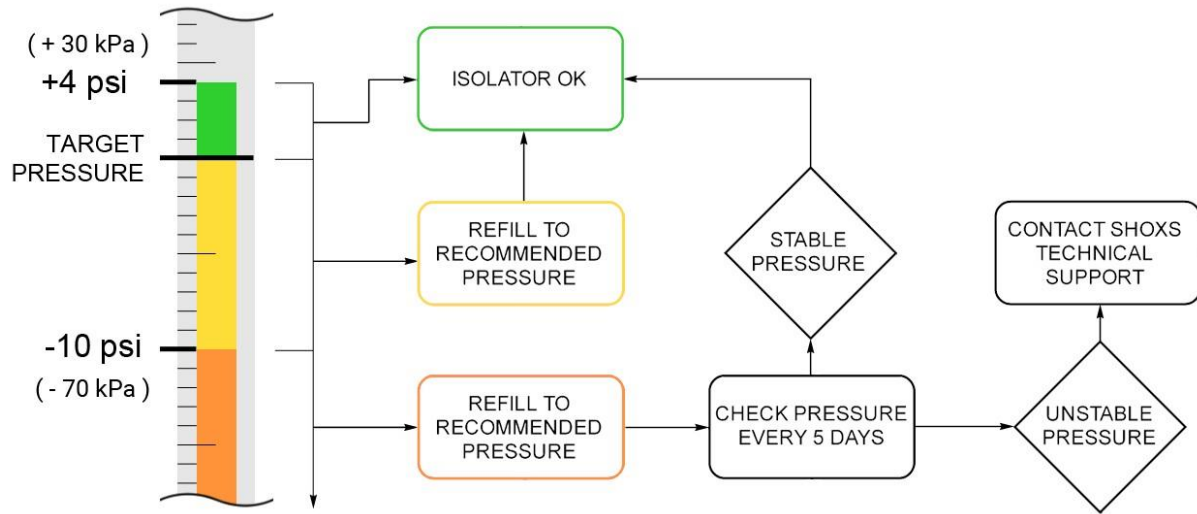 ( + 30 kPa )
+4 psi
TARGET
PRESSURE
-10 psi
( - 70 kPa )
ISOLATOR OK
REFILL TO
RECOMMENDED
PRESSURE
STABLE
PRESSURE
CONTACT SHOXS
TECHNICAL
SUPPORT
REFILL TO
RECOMMENDED
PRESSURE
CHECK PRESSURE
EVERY 5 DAYS
UNSTABLE
PRESSURE